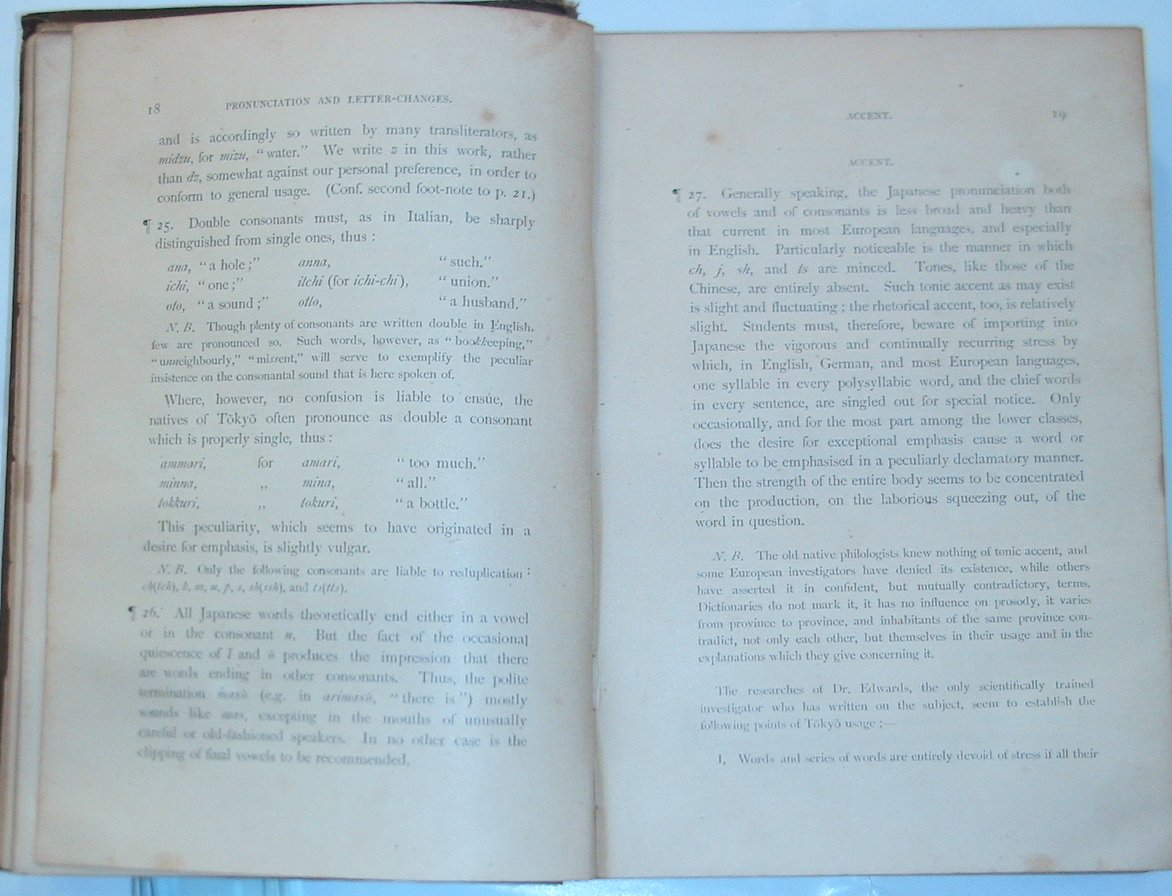 18 PRONUNCIATION AND LETTER-CHANGES.
and is accordingly so written by many transliterators, as
midzu, for mizu, “water.” We write z in this work, rather
than dz, somewhat against our personal preference, in order to
conform to general usage. (Conf. second foot-note to p. 21.)
¶ 25. Double consonants must, as in Italian, be sharply
distinguished from single ones, thus :
ana, “a hole ;” anna, “such.”
ichi, “one ;” itchi (for ichi-chi), “union.”
oto, “a sound ;” otto, “a husband.”
N. B. Though plenty of consonants are written double in English,
few are pronounced so. Such words, however, as “bookkeeping,”
“unneighbourly,” “missent,” will serve to exemplify the peculiar
insistence on the consonantal sound that is here spoken of.
Where, however, no confusion is liable to ensue, the
natives of Tōkyō often pronounce as double a consonant
which is properly single, thus :
ammari, for amari, “too much.”
minna, „ mina, “all.”
tokkuri, „ tokuri, “a bottle.”
This peculiarity, which seems to have originated in a
desire for emphasis, is slightly vulgar.
N. B. Only the following consonants are liable to reduplication :
ch(tch), k, m, n, p, s, sh(ssh), and ts(tts).
¶ 26. All Japanese words theoretically end either in a vowel
or in the consonant n. But the fact of the occasional
quiescence of ĭ and ŭ produces the impression that there
are words ending in other consonants. Thus, the polite
termination masŭ (e.g. in arimasŭ, “there is”) mostly
sounds like mas, excepting in the mouths of unusually
careful or old-fashioned speakers. In no other case is the
clipping of final vowels to be recommended.
ACCENT. 19
ACCENT.
¶ 27. Generally speaking, the Japanese pronunciation both
of vowels and of consonants is less broad and heavy than
that current in most European languages, and especially
in English. Particularly noticeable is the manner in which
ch, j, sh, and ts are minced. Tones, like those of the
Chinese, are entirely absent. Such tonic accent as may exist
is slight and fluctuating ; the rhetorical accent, too, is relatively
slight. Students must, therefore, beware of importing into
Japanese the vigorous and continually recurring stress by
which, in English, German, and most European languages,
one syllable in every polysyllabic word, and the chief words
in every sentence, are singled out for special notice. Only
occasionally, and for the most part among the lower classes,
does the desire for exceptional emphasis cause a word or
syllable to be emphasised in a peculiarly declamatory manner.
Then the strength of the entire body seems to be concentrated
on the production, on the laborious squeezing out, of the
word in question.
N. B. The old native philologists knew nothing of tonic accent, and
some European investigators have denied its existence, while others
have asserted it in confident, but mutually contradictory, terms.
Dictionaries do not mark it, it has no influence on prosody, it varies
from province to province, and inhabitants of the same province con-
tradict, not only each other, but themselves in their usage and in the
explanations which they give concerning it.
The researches of Dr. Edwards, the only scientifically trained
investigator who has written on the subject, seem to establish the
following points of Tōkyō usage :—
1. Words and series of words are entirely devoid of stress if all their